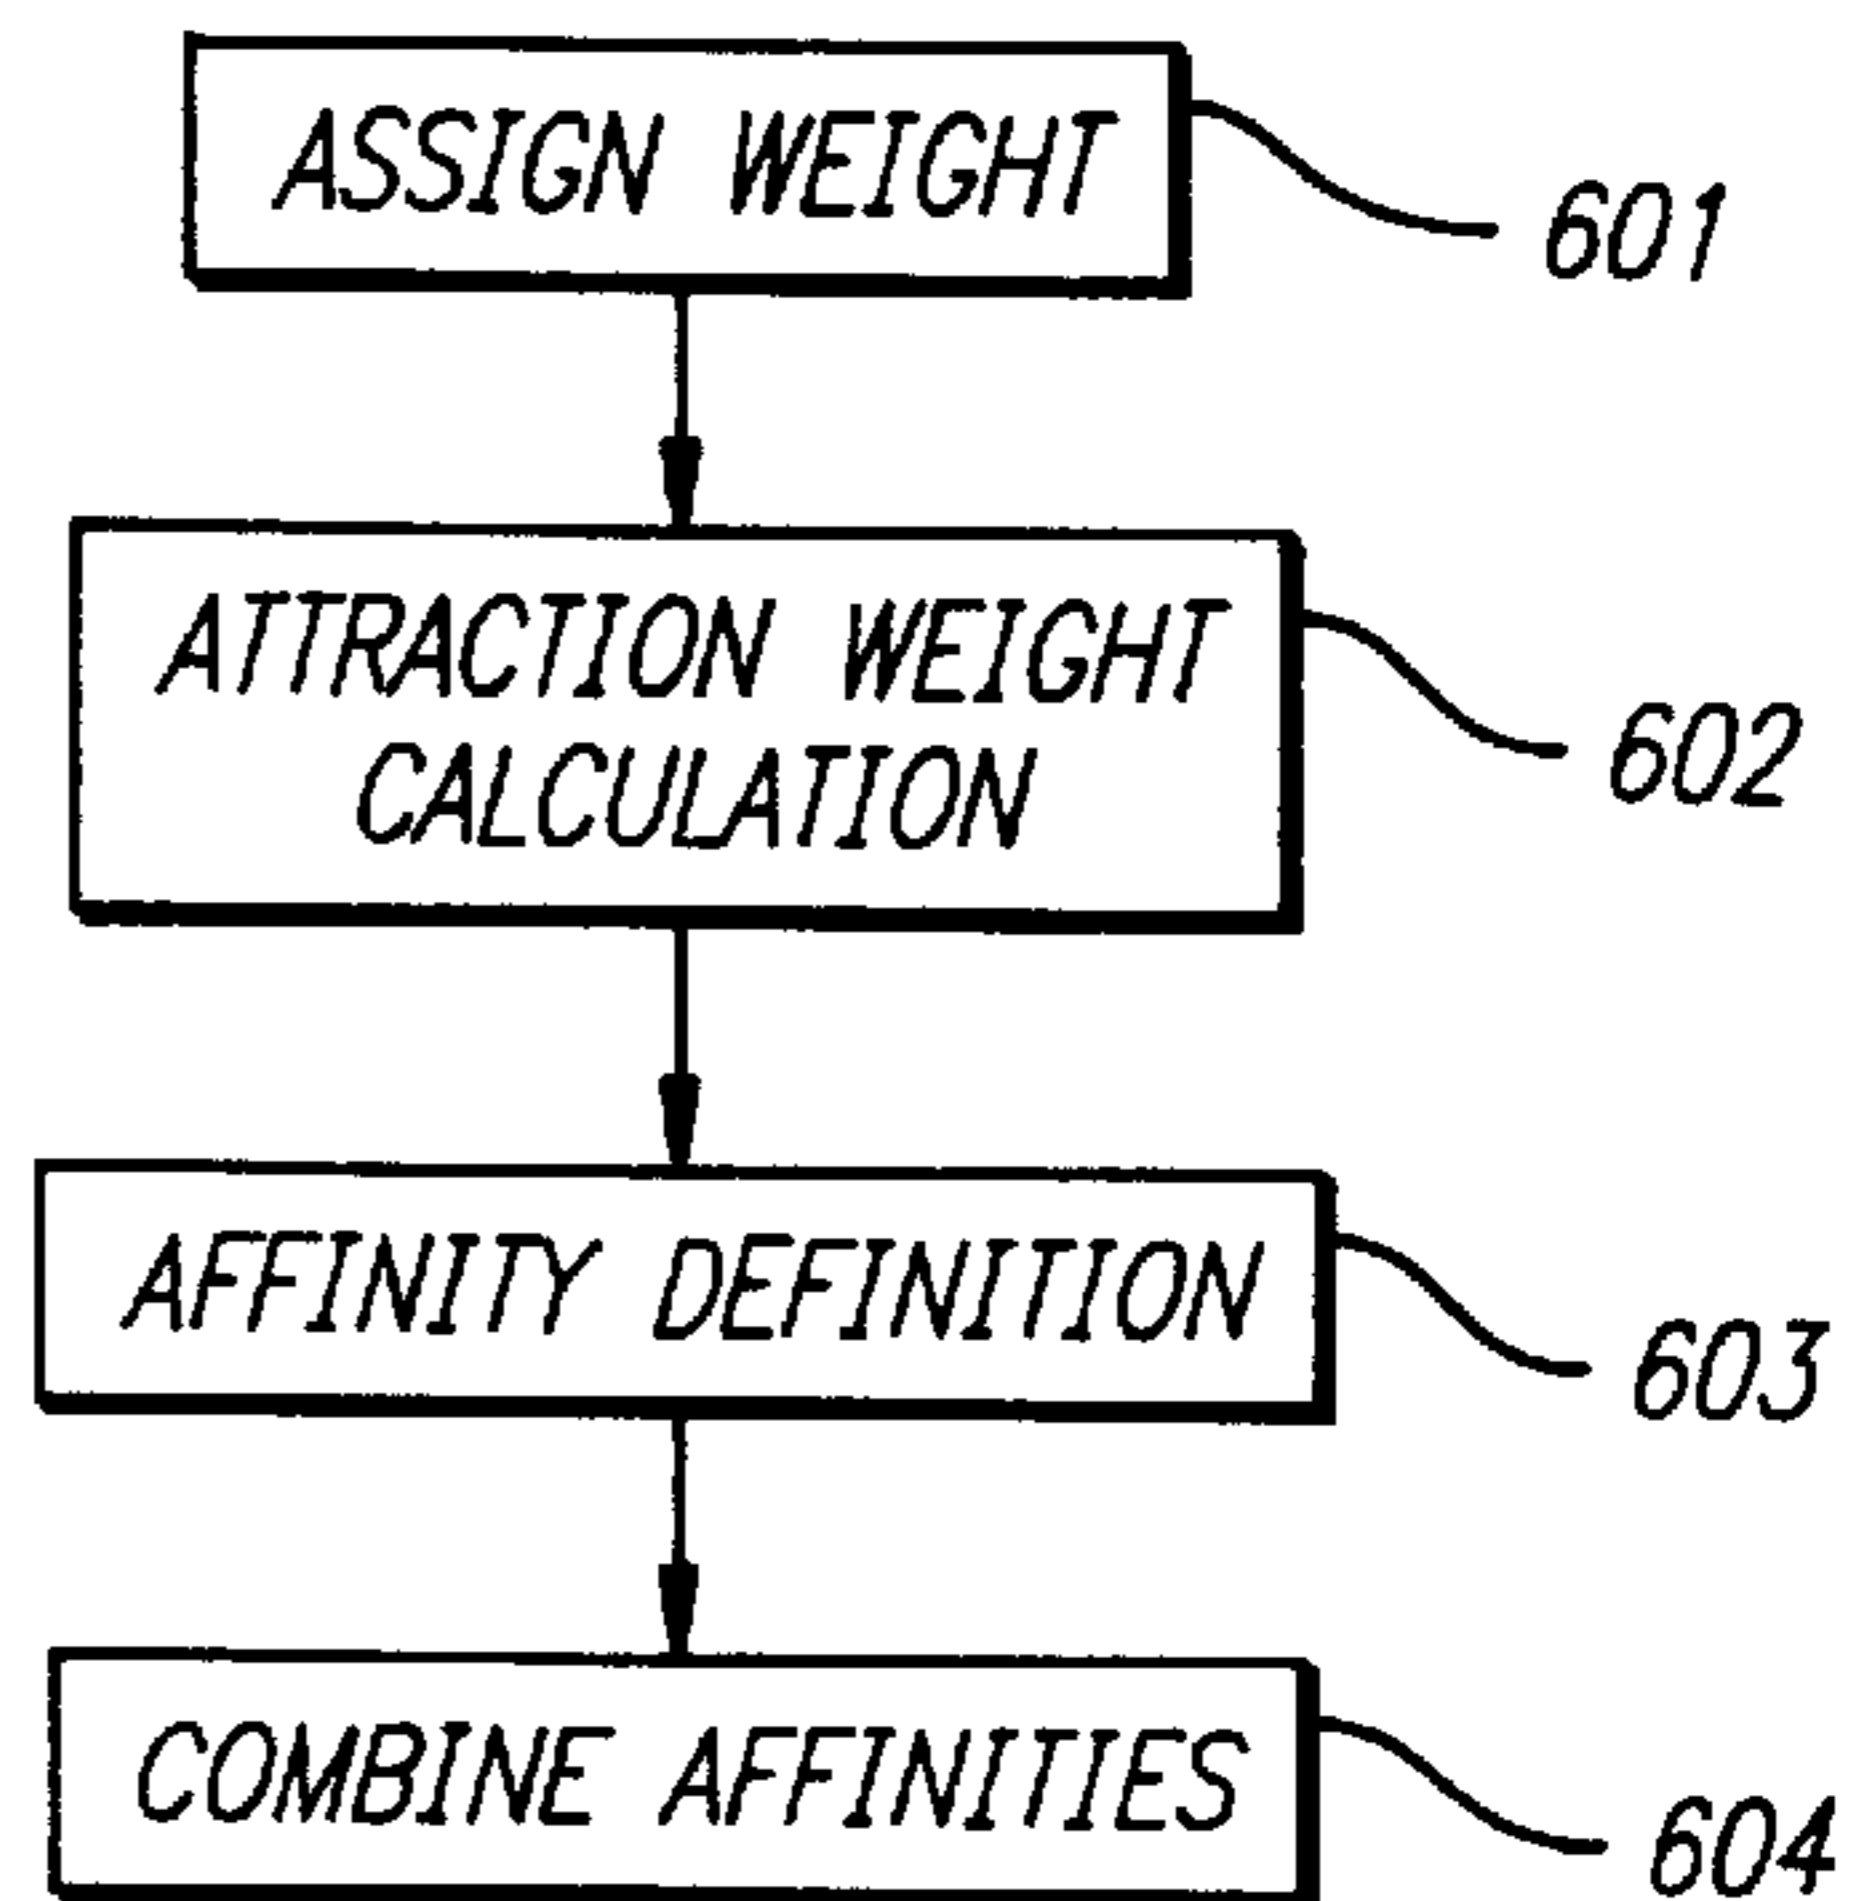 ASSIGN WEIGHT
601
ATTRACTION WEIGHT
CALCULATION
602
AFFINITY DEFINITION
603
COMBINE AFFINITIES
604